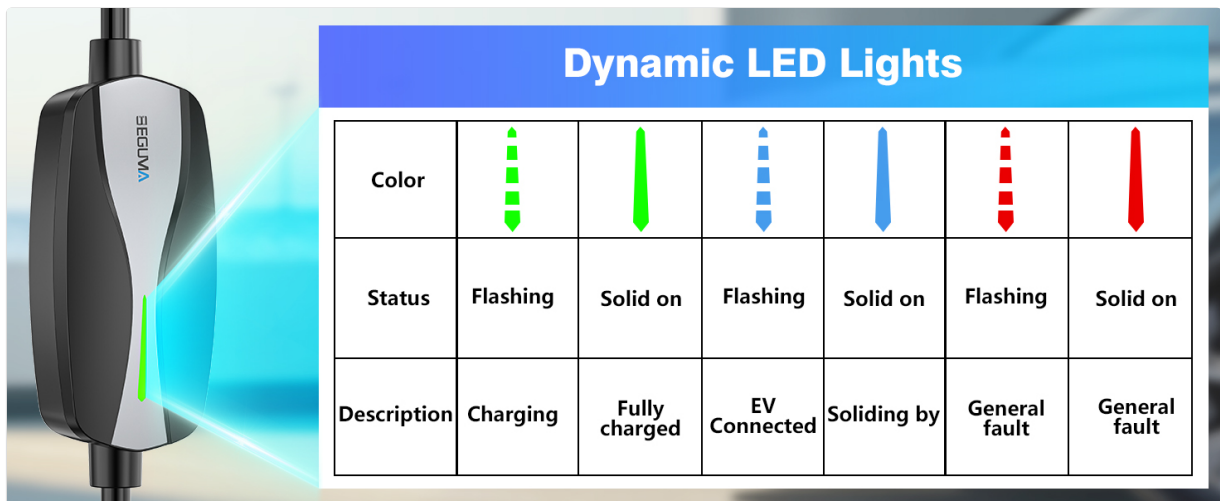 BEGUMA
Dynamic LED Lights
Color
Status Flashing Solid on Flashing Solid on Flashing Solid on
Description Charging Fully charged EV Connected Soliding by General fault General fault